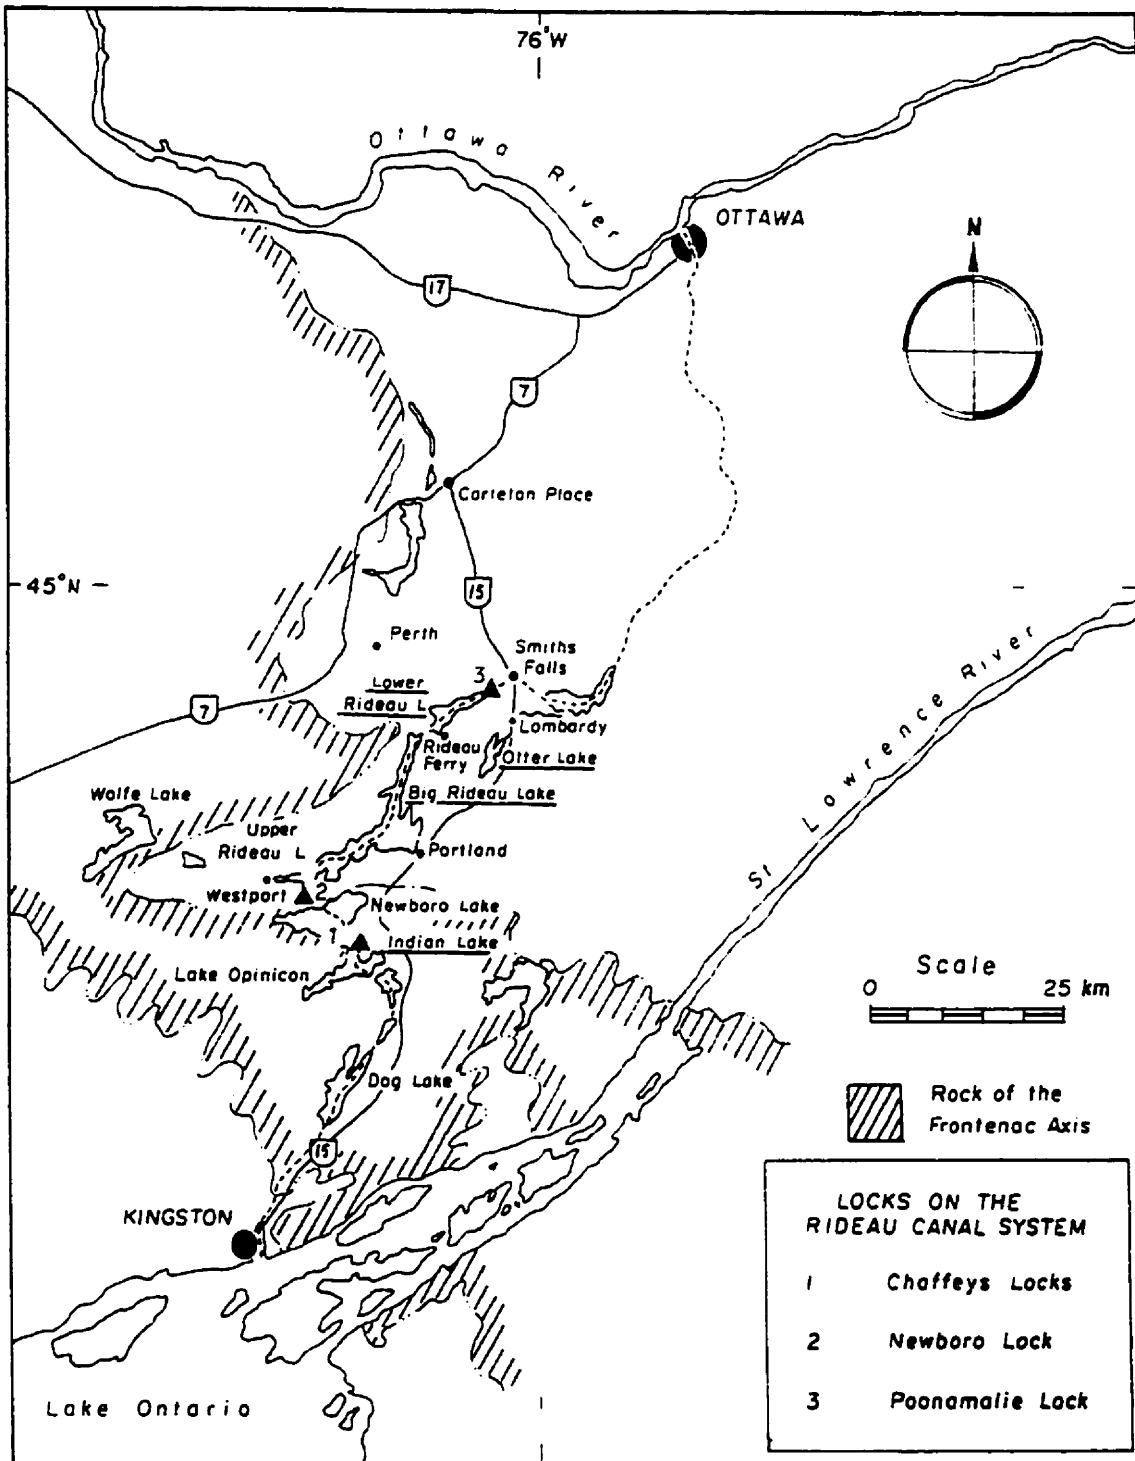 76°W
Ottawa River
OTTAWA
N
17
7
Carleton Place
45°N
15
Perth
Smiths
Falls
3
Lower
Rideau L
7
Lombardy
Rideau
Ferry
Otter Lake
Big Rideau Lake
St Lawrence River
Wolfe Lake
Upper
Rideau L
Portland
Westport
2
Newboro Lake
1
Indian Lake
Lake Opinicon
Scale
0 25 km
Dog Lake
Rock of the
Frontenac Axis
15
KINGSTON
LOCKS ON THE
RIDEAU CANAL SYSTEM
1 Chaffeys Locks
2 Newboro Lock
3 Poonamalie Lock
Lake Ontario